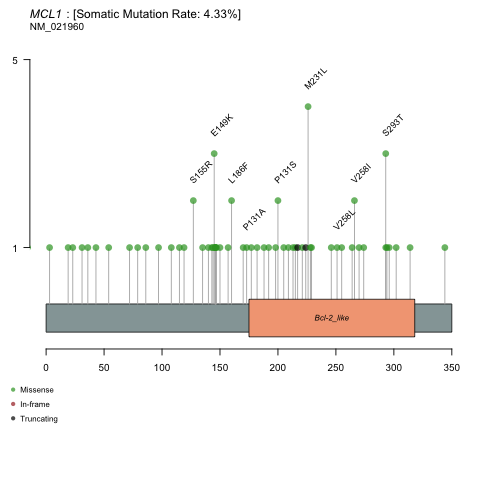 MCL1 : [Somatic Mutation Rate: 4.33%]
NM_021960
5
M231L
E149K
S293T
S155R
L186F
P131S
V258I
P131A
V258L
1
Bcl-2_like
0 50 100 150 200 250 300 350
Missense
In-frame
Truncating